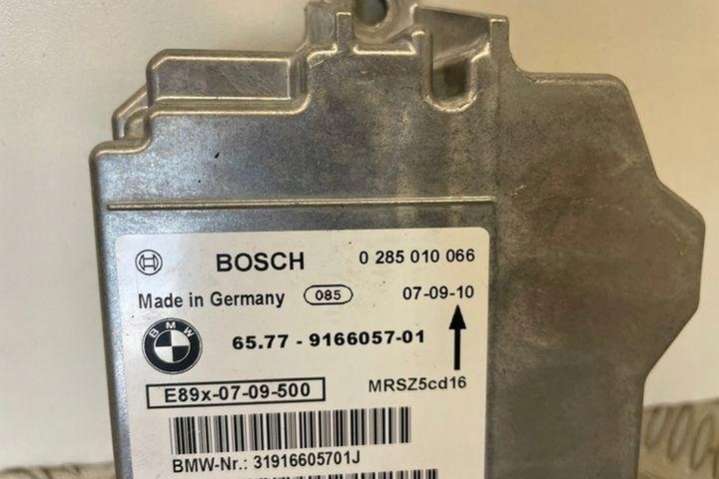 BOSCH 0 285 010 066
Made in Germany 085 07-09-10
BMW 65.77 - 9166057-01
E89x-07-09-500 MRSZ5cd16
BMW-Nr.: 31916605701J